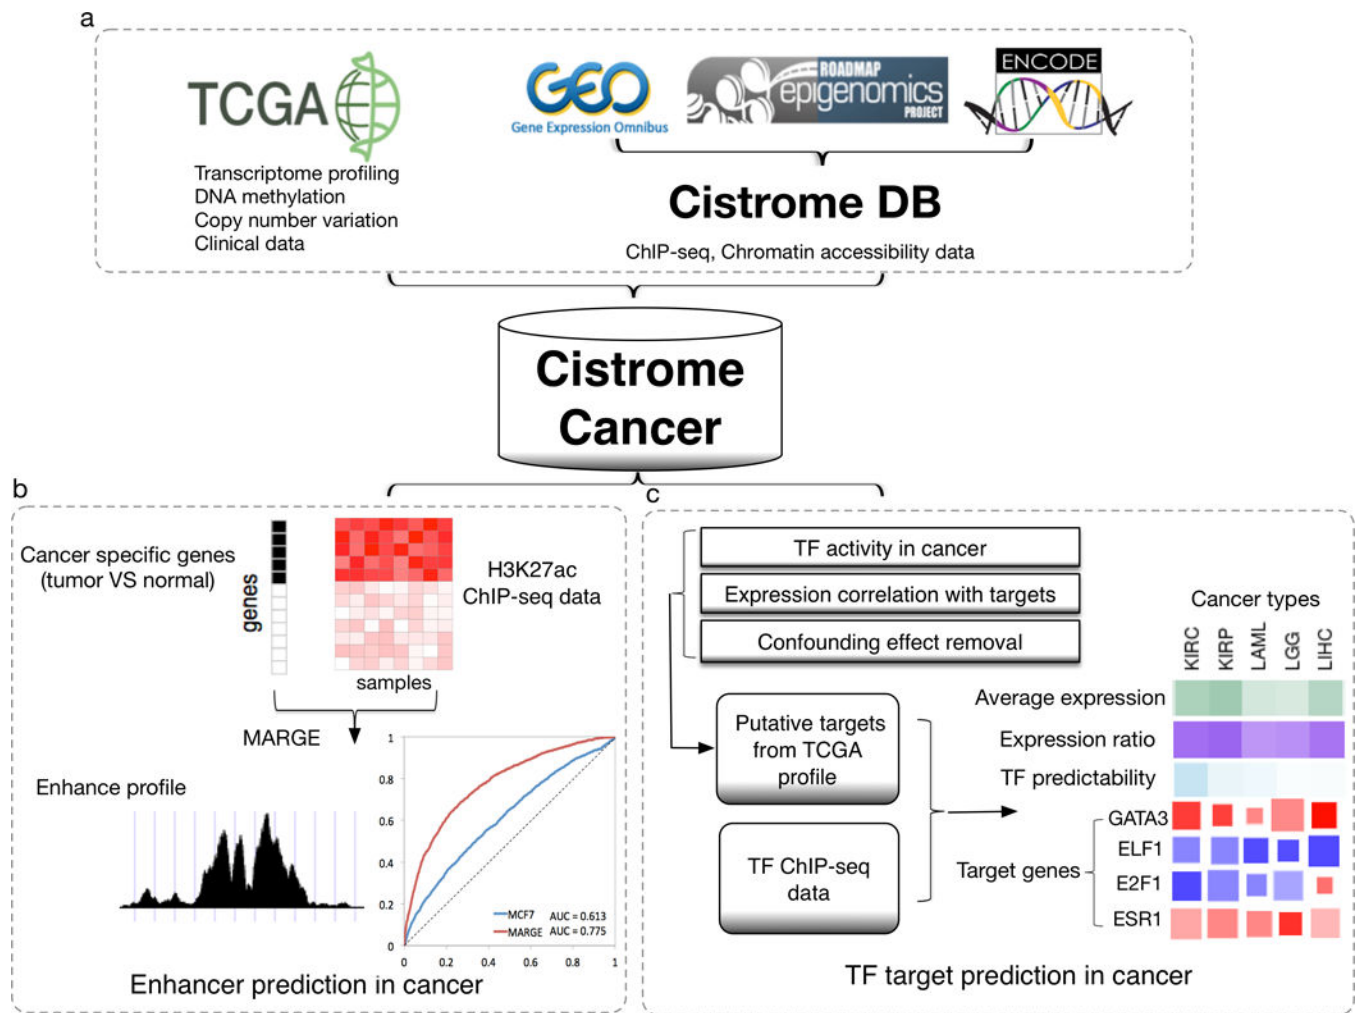 a
TCGA
Transcriptome profiling
DNA methylation
Copy number variation
Clinical data
GEO
Gene Expression Omnibus
ROADMAP
epigenomics
PROJECT
ENCODE
Cistrome DB
ChIP-seq, Chromatin accessibility data
Cistrome
Cancer
b
Cancer specific genes
(tumor VS normal)
genes
H3K27ac
ChIP-seq data
samples
MARGE
Enhance profile
1
0.8
0.6
0.4
0.2
0
0
0.2
0.4
0.6
0.8
1
MCF7 AUC = 0.613
MARGE AUC = 0.775
Enhancer prediction in cancer
c
TF activity in cancer
Expression correlation with targets
Confounding effect removal
Putative targets
from TCGA
profile
TF ChIP-seq
data
Cancer types
KIRC
KIRP
LAML
LGG
LIHC
Average expression
Expression ratio
TF predictability
Target genes
GATA3
ELF1
E2F1
ESR1
TF target prediction in cancer